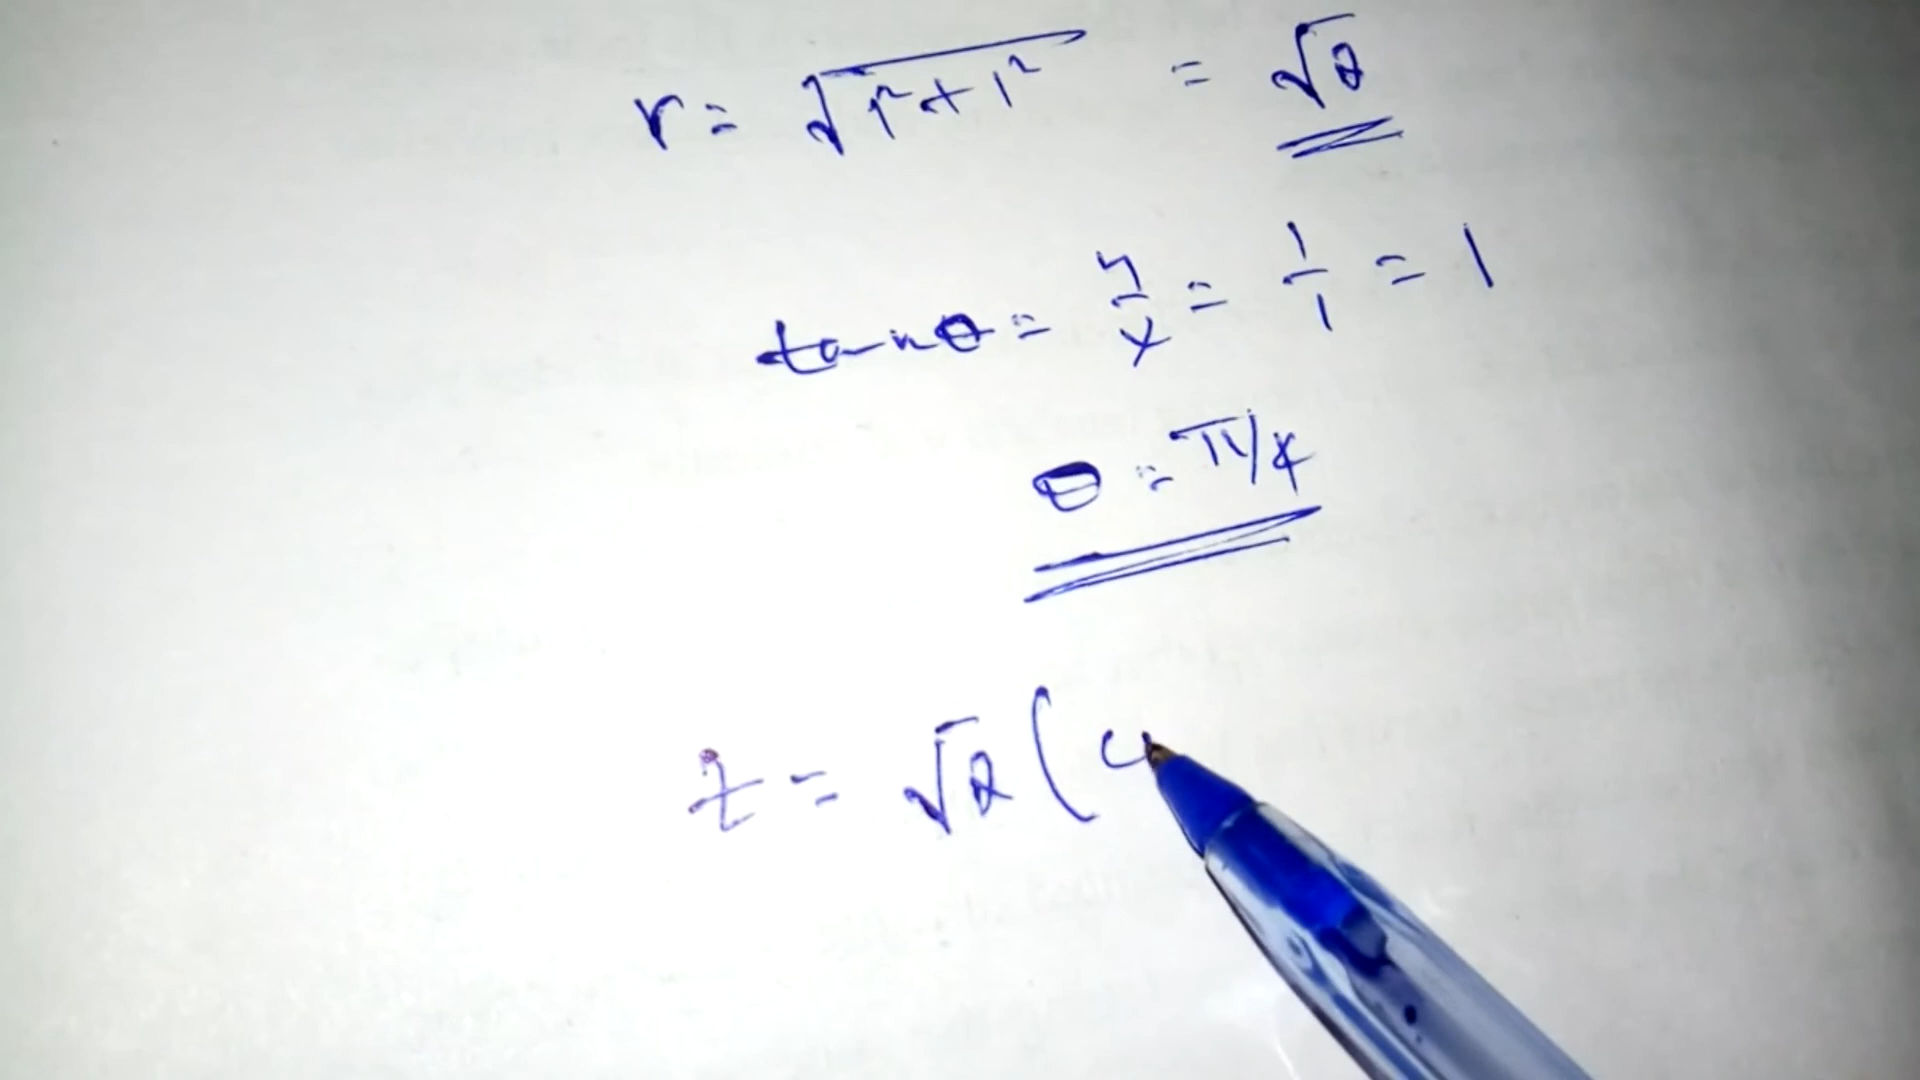 r = √(1² + 1²) = √2
tanθ = y/x = 1/1 = 1
θ = π/4
z = √2 ( c